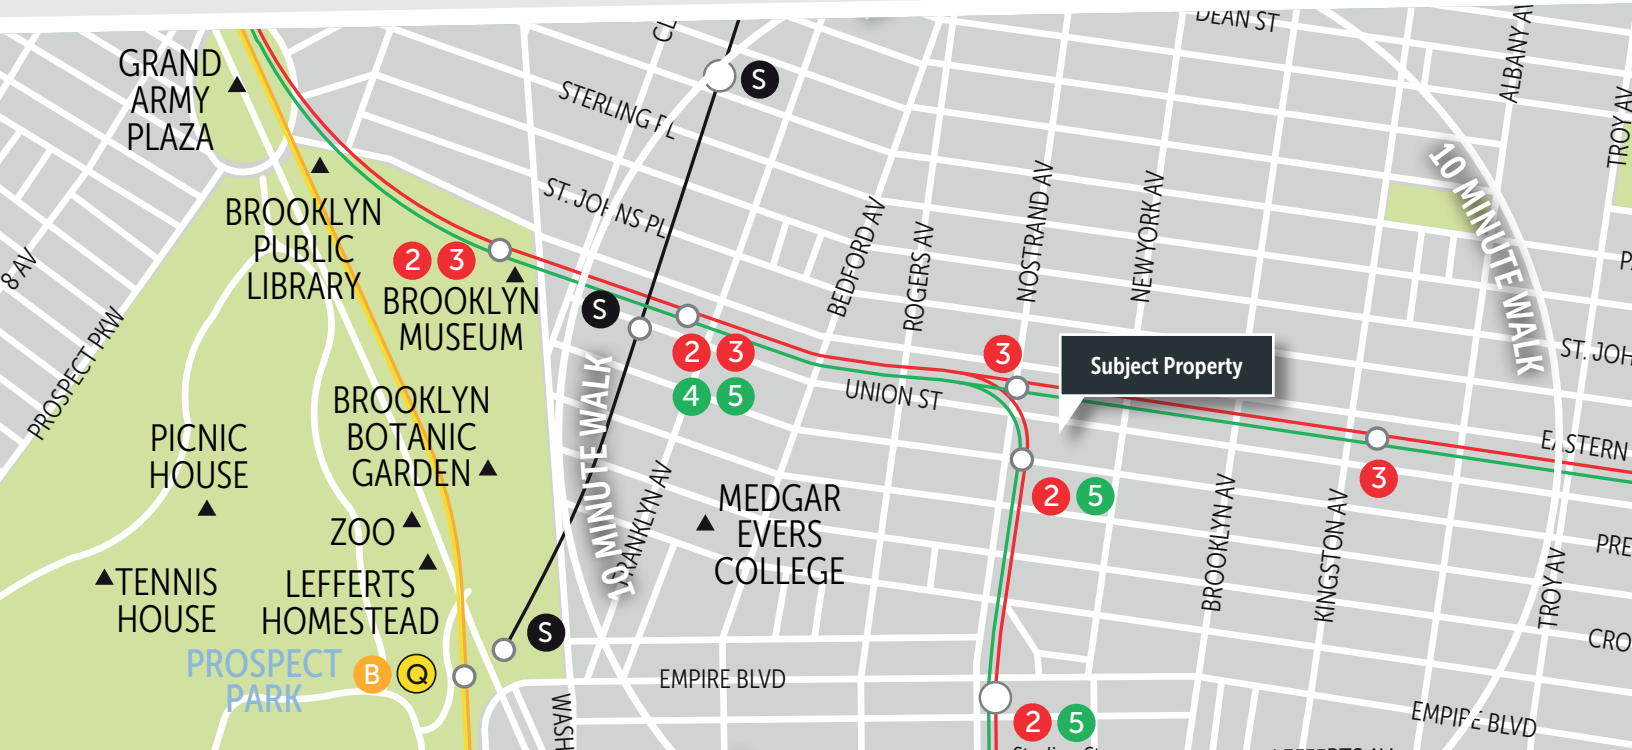 DEAN ST
ALBANY AV
TROY AV
GRAND
ARMY
PLAZA
S
STERLING PL
ST. JOHNS PL
BROOKLYN
PUBLIC
LIBRARY
2 3
BROOKLYN
MUSEUM
8 AV
PROSPECT PKW
S
2 3
4 5
BEDFORD AV
ROGERS AV
NOSTRAND AV
NEW YORK AV
10 MINUTE WALK
ST. JOH
3
Subject Property
UNION ST
EASTERN
3
10 MINUTE WALK
FRANKLYN AV
BROOKLYN
BOTANIC
GARDEN
PICNIC
HOUSE
ZOO
LEFFERTS
HOMESTEAD
TENNIS
HOUSE
MEDGAR
EVERS
COLLEGE
2 5
BROOKLYN AV
KINGSTON AV
TROY AV
PRE
CRO
S
PROSPECT
PARK
B Q
EMPIRE BLVD
WASH
2 5
EMPIRE BLVD